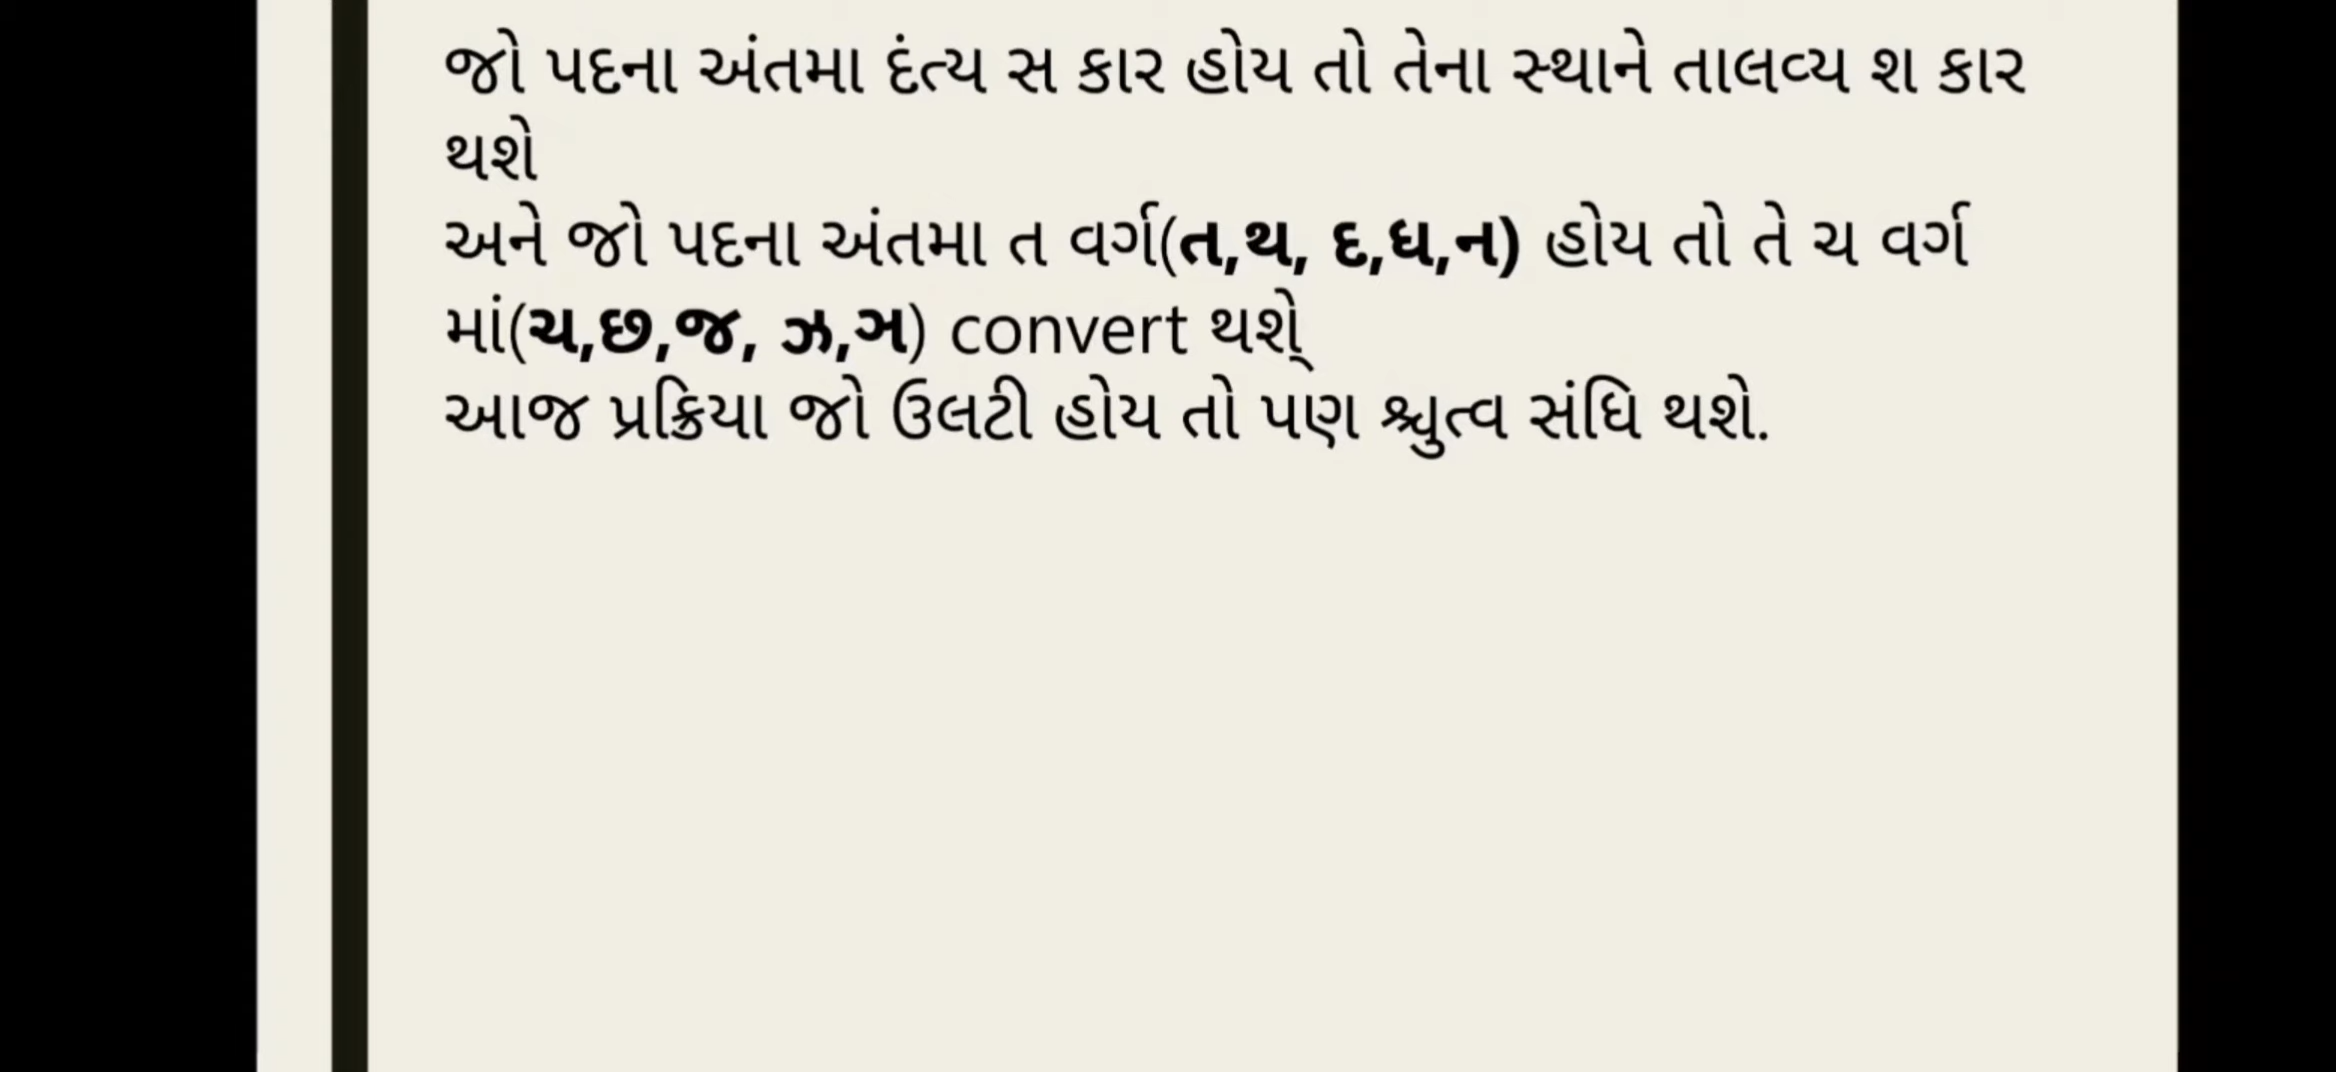 જો પદના અંતમા દંત્ય સ કાર હોય તો તેના સ્થાને તાલવ્ય શ કાર
થશે
અને જો પદના અંતમા ત વર્ગ(ત,થ, દ,ધ,ન) હોય તો તે ચ વર્ગ
માં(ચ,છ,જ, ઝ,ઞ) convert થશે્
આજ પ્રક્રિયા જો ઉલટી હોય તો પણ શ્ચુત્વ સંધિ થશે.